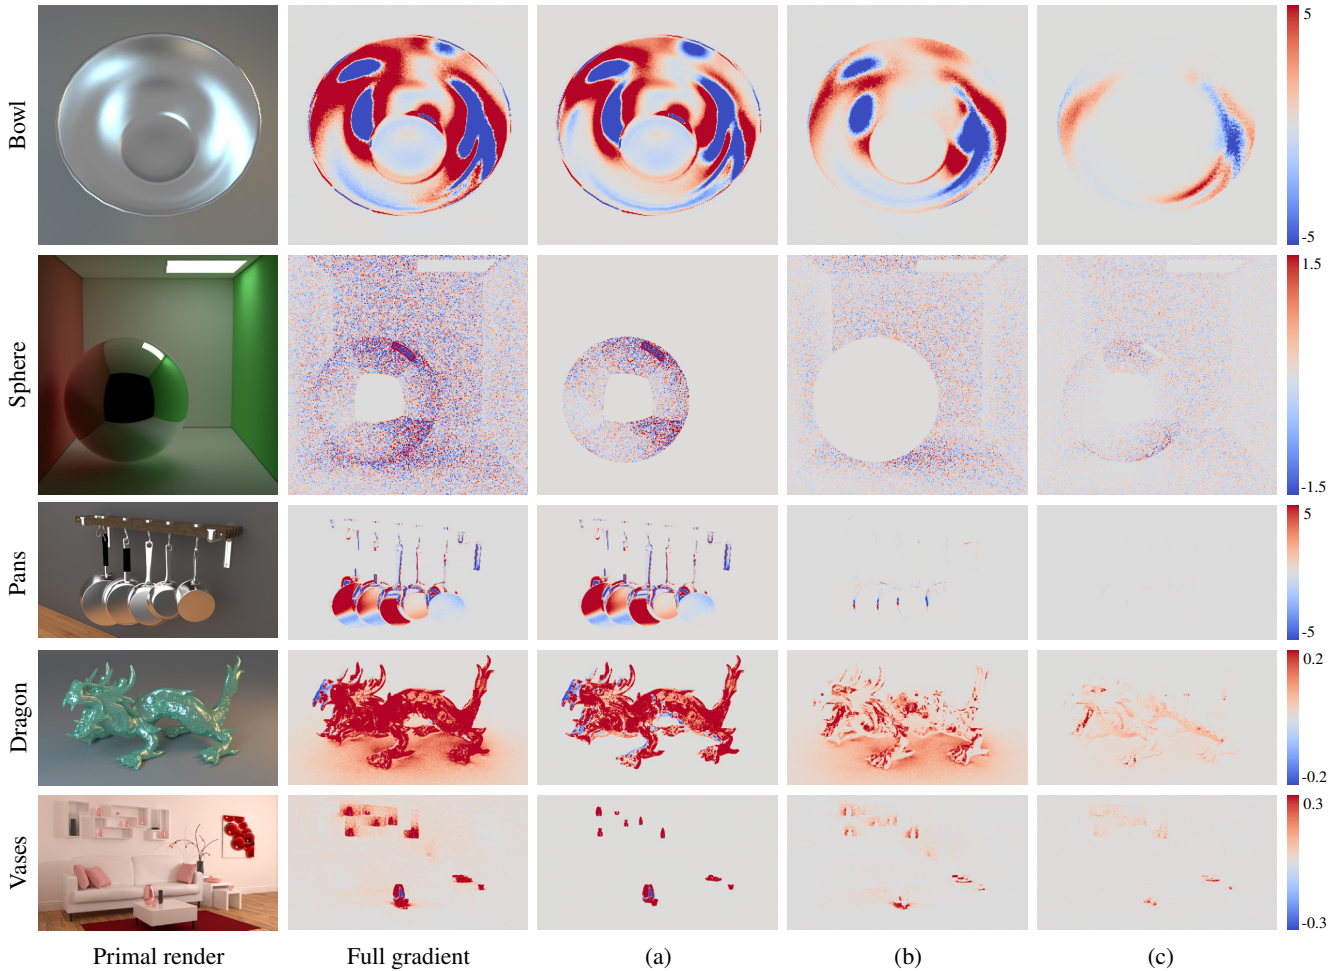 Bowl
5
-5
Sphere
1.5
-1.5
Pans
5
-5
Dragon
0.2
-0.2
Vases
0.3
-0.3
Primal render Full gradient (a) (b) (c)